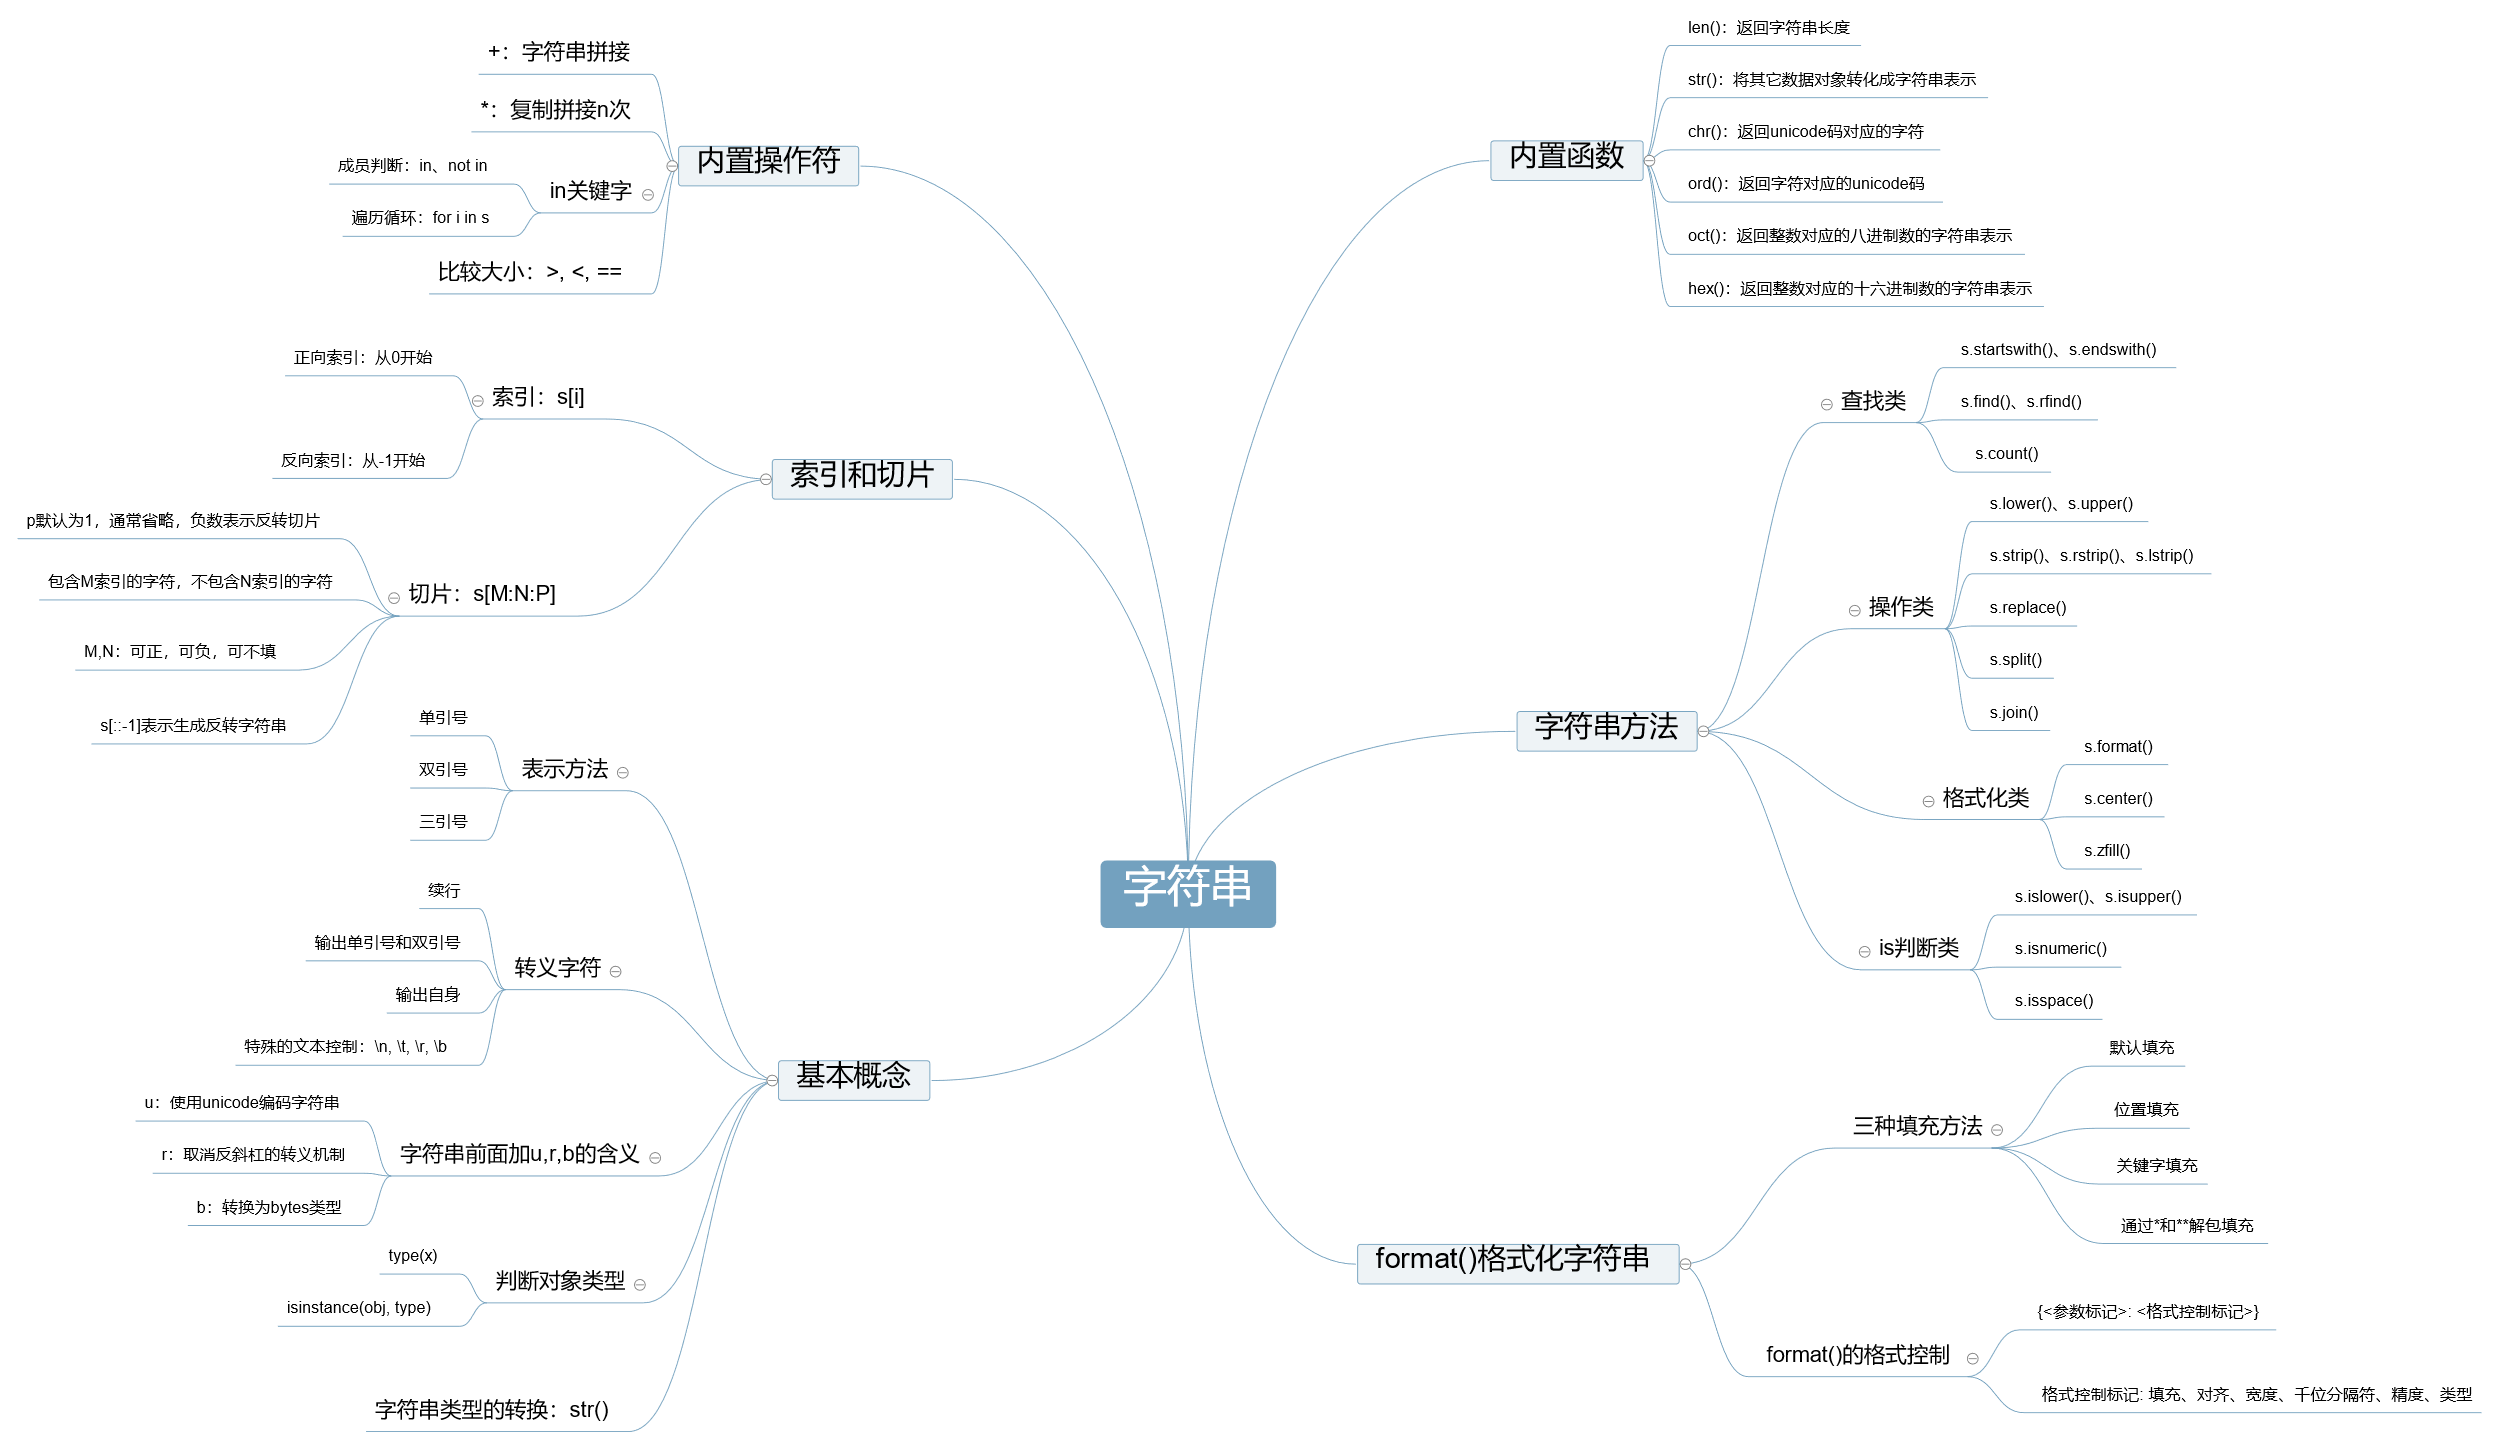 字符串
内置操作符
+：字符串拼接
*：复制拼接n次
in关键字
成员判断：in、not in
遍历循环：for i in s
比较大小：>, <, ==
索引和切片
索引：s[i]
正向索引：从0开始
反向索引：从-1开始
切片：s[M:N:P]
p默认为1，通常省略，负数表示反转切片
包含M索引的字符，不包含N索引的字符
M,N：可正，可负，可不填
s[::-1]表示生成反转字符串
基本概念
表示方法
单引号
双引号
三引号
转义字符
续行
输出单引号和双引号
输出自身
特殊的文本控制：\n, \t, \r, \b
字符串前面加u,r,b的含义
u：使用unicode编码字符串
r：取消反斜杠的转义机制
b：转换为bytes类型
判断对象类型
type(x)
isinstance(obj, type)
字符串类型的转换：str()
内置函数
len()：返回字符串长度
str()：将其它数据对象转化成字符串表示
chr()：返回unicode码对应的字符
ord()：返回字符对应的unicode码
oct()：返回整数对应的八进制数的字符串表示
hex()：返回整数对应的十六进制数的字符串表示
字符串方法
查找类
s.startswith()、s.endswith()
s.find()、s.rfind()
s.count()
操作类
s.lower()、s.upper()
s.strip()、s.rstrip()、s.lstrip()
s.replace()
s.split()
s.join()
格式化类
s.format()
s.center()
s.zfill()
is判断类
s.islower()、s.isupper()
s.isnumeric()
s.isspace()
format()格式化字符串
三种填充方法
默认填充
位置填充
关键字填充
通过*和**解包填充
format()的格式控制
{<参数标记>: <格式控制标记>}
格式控制标记: 填充、对齐、宽度、千位分隔符、精度、类型